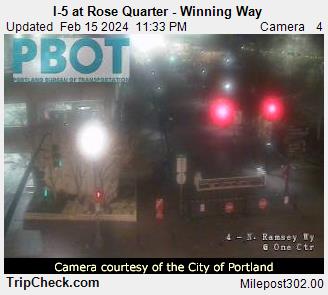 I-5 at Rose Quarter - Winning Way
Updated Feb 15 2024 11:33 PM Camera 4
PBOT
PORTLAND BUREAU OF TRANSPORTATION
4 - N. Ramsey Wy
@ One Ctr
Camera courtesy of the City of Portland
TripCheck.com Milepost302.00